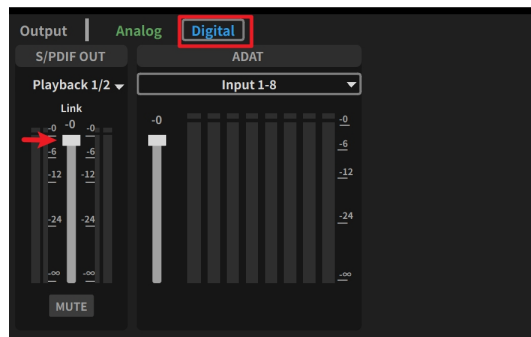 Output Analog Digital
S/PDIF OUT ADAT
Playback 1/2 Input 1-8
Link
-0 -0 -0 -0 -0
-6 -6 -6
-12 -12 -12
-24 -24 -24
-∞ -∞ -∞
MUTE